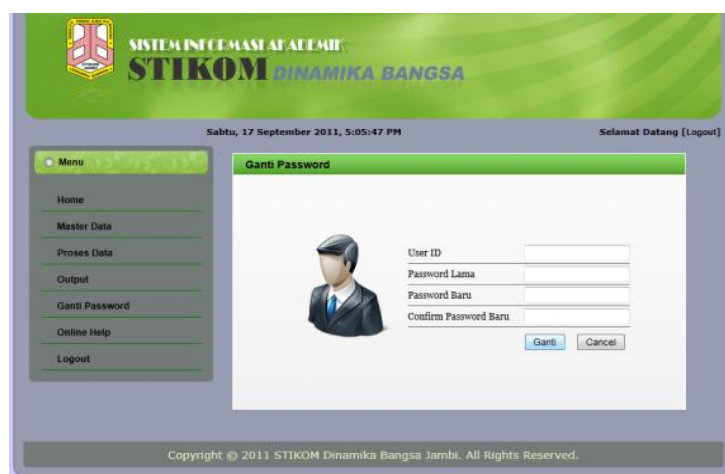 SISTEM INFORMASI AKADEMIK
STIKOM DINAMIKA BANGSA
Sabtu, 17 September 2011, 5:05:47 PM
Selamat Datang [Logout]
Menu
Home
Master Data
Proses Data
Output
Ganti Password
Online Help
Logout
Ganti Password
User ID
Password Lama
Password Baru
Confirm Password Baru
Ganti
Cancel
Copyright © 2011 STIKOM Dinamika Bangsa Jambi. All Rights Reserved.